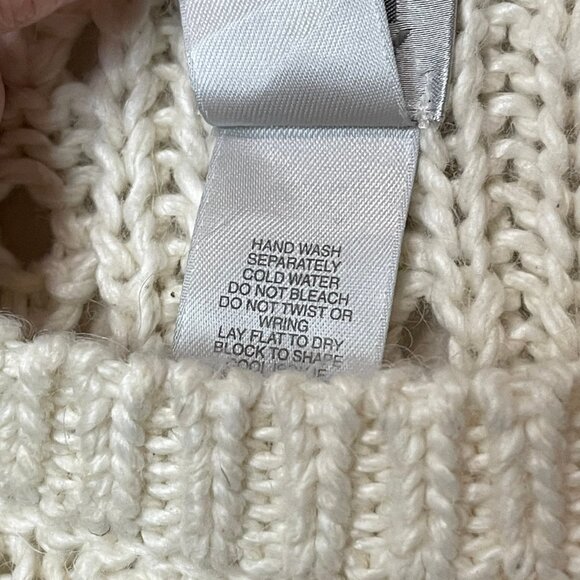 HAND WASH
SEPARATELY
COLD WATER
DO NOT BLEACH
DO NOT TWIST OR
WRING
LAY FLAT TO DRY
BLOCK TO SHAPE